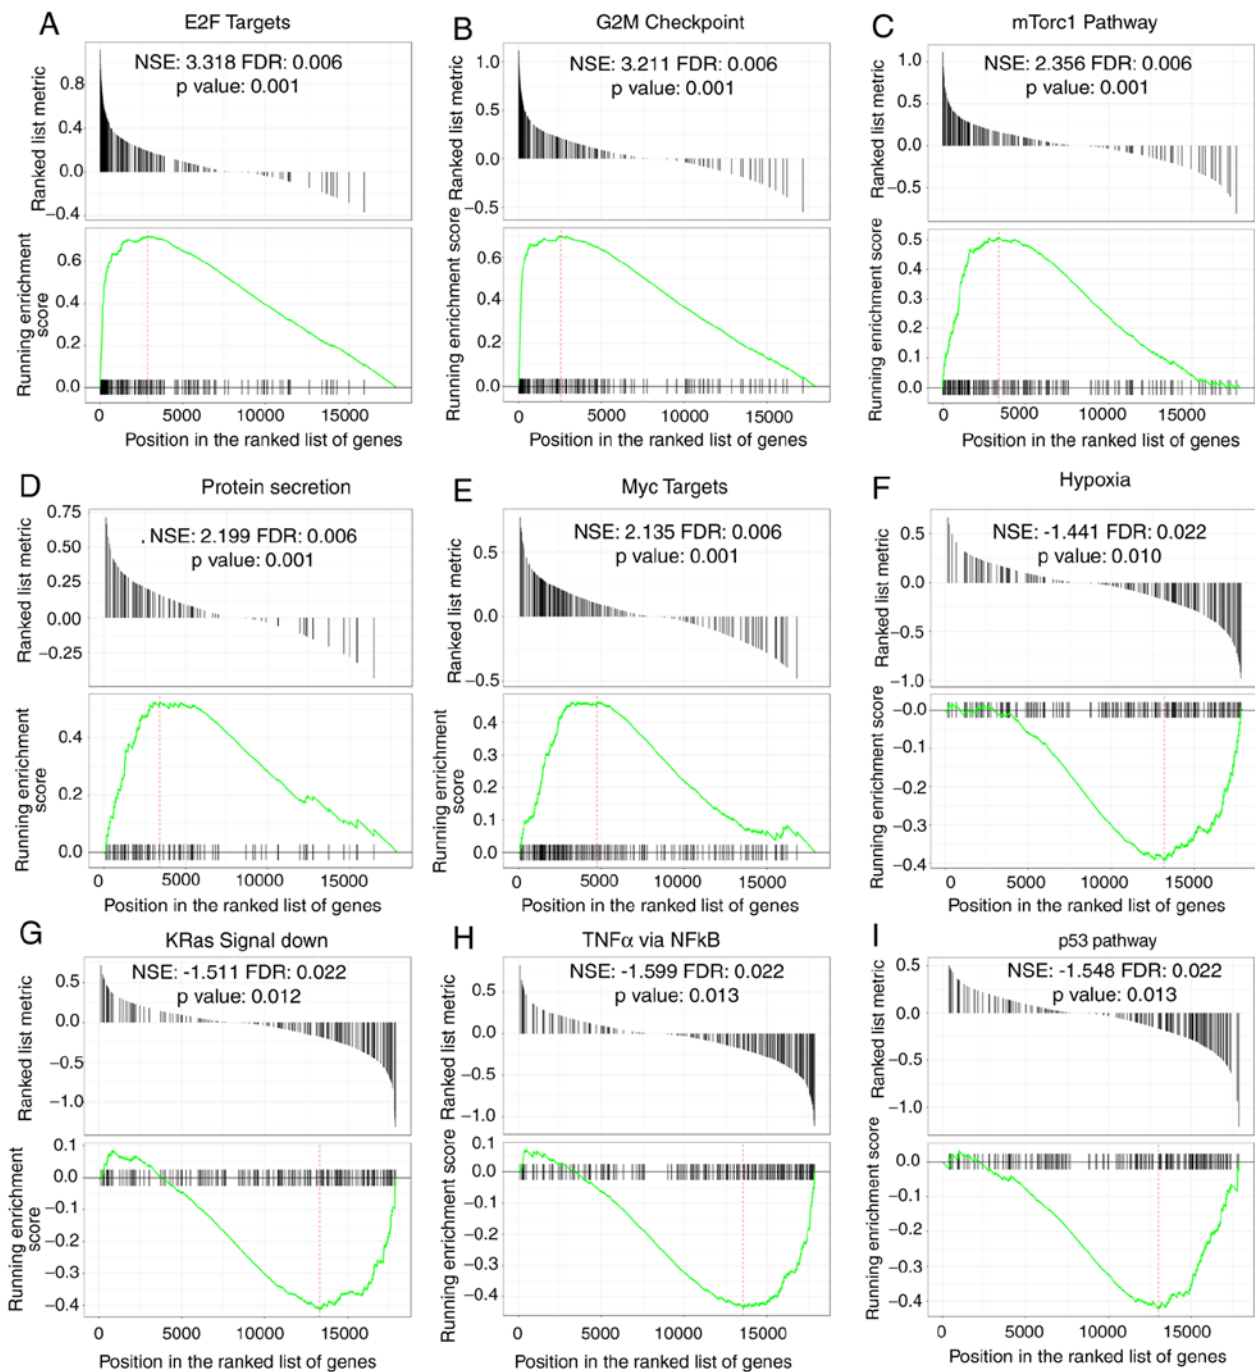 A
E2F Targets
NSE: 3.318 FDR: 0.006
p value: 0.001
Ranked list metric
0.8
0.4
0.0
−0.4
Running enrichment
score
0.6
0.4
0.2
0.0
0
5000
10000
15000
Position in the ranked list of genes
B
G2M Checkpoint
NSE: 3.211 FDR: 0.006
p value: 0.001
Ranked list metric
1.0
0.5
0.0
−0.5
Running enrichment score
0.6
0.4
0.2
0.0
0
5000
10000
15000
Position in the ranked list of genes
C
mTorc1 Pathway
NSE: 2.356 FDR: 0.006
p value: 0.001
Ranked list metric
1.0
0.5
0.0
−0.5
Running enrichment score
0.5
0.4
0.3
0.2
0.1
0.0
0
5000
10000
15000
Position in the ranked list of genes
D
Protein secretion
NSE: 2.199 FDR: 0.006
p value: 0.001
Ranked list metric
0.75
0.50
0.25
0.00
−0.25
Running enrichment
score
0.4
0.2
0.0
0
5000
10000
15000
Position in the ranked list of genes
E
Myc Targets
NSE: 2.135 FDR: 0.006
p value: 0.001
Ranked list metric
0.5
0.0
−0.5
Running enrichment
score
0.4
0.3
0.2
0.1
0.0
0
5000
10000
15000
Position in the ranked list of genes
F
Hypoxia
NSE: -1.441 FDR: 0.022
p value: 0.010
Ranked list metric
0.5
0.0
−0.5
−1.0
Running enrichment score
−0.0
−0.1
−0.2
−0.3
−0.4
0
5000
10000
15000
Position in the ranked list of genes
G
KRas Signal down
NSE: -1.511 FDR: 0.022
p value: 0.012
Ranked list metric
0.5
0.0
−0.5
−1.0
Running enrichment
score
0.1
0.0
−0.1
−0.2
−0.3
−0.4
0
5000
10000
15000
Position in the ranked list of genes
H
TNFα via NFkB
NSE: -1.599 FDR: 0.022
p value: 0.013
Ranked list metric
0.5
0.0
−0.5
−1.0
Running enrichment score
0.1
0.0
−0.1
−0.2
−0.3
−0.4
0
5000
10000
15000
Position in the ranked list of genes
I
p53 pathway
NSE: -1.548 FDR: 0.022
p value: 0.013
Ranked list metric
0.5
0.0
−0.5
−1.0
Running enrichment score
0.0
−0.1
−0.2
−0.3
−0.4
0
5000
10000
15000
Position in the ranked list of genes